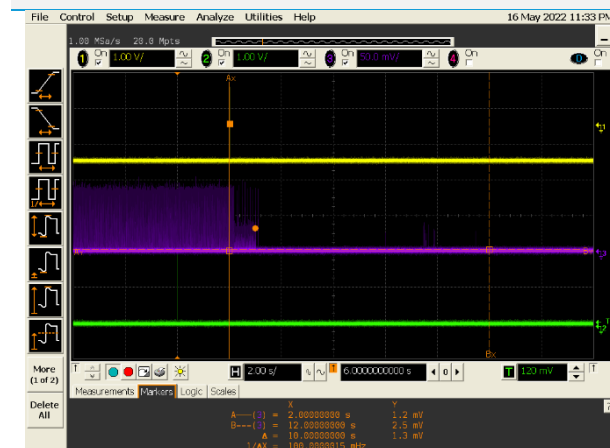 File Control Setup Measure Analyze Utilities Help 16 May 2022 11:33 PM
1.00 MSa/s 20.0 Mpts
1 On 1.00 V/ 2 On 1.00 V/ 3 On 50.0 mV/ 4 On
Ax
Bx
More
(1 of 2)
Delete
All
H 2.00 s/ 6.0000000000 s 0 T 120 mV
Measurements Markers Logic Scales
X Y
A—(3) = 2.00000000 s 1.2 mV
B---(3) = 12.00000000 s 2.5 mV
Δ = 10.00000000 s 1.3 mV
1/ΔX = 100.0000015 mHz